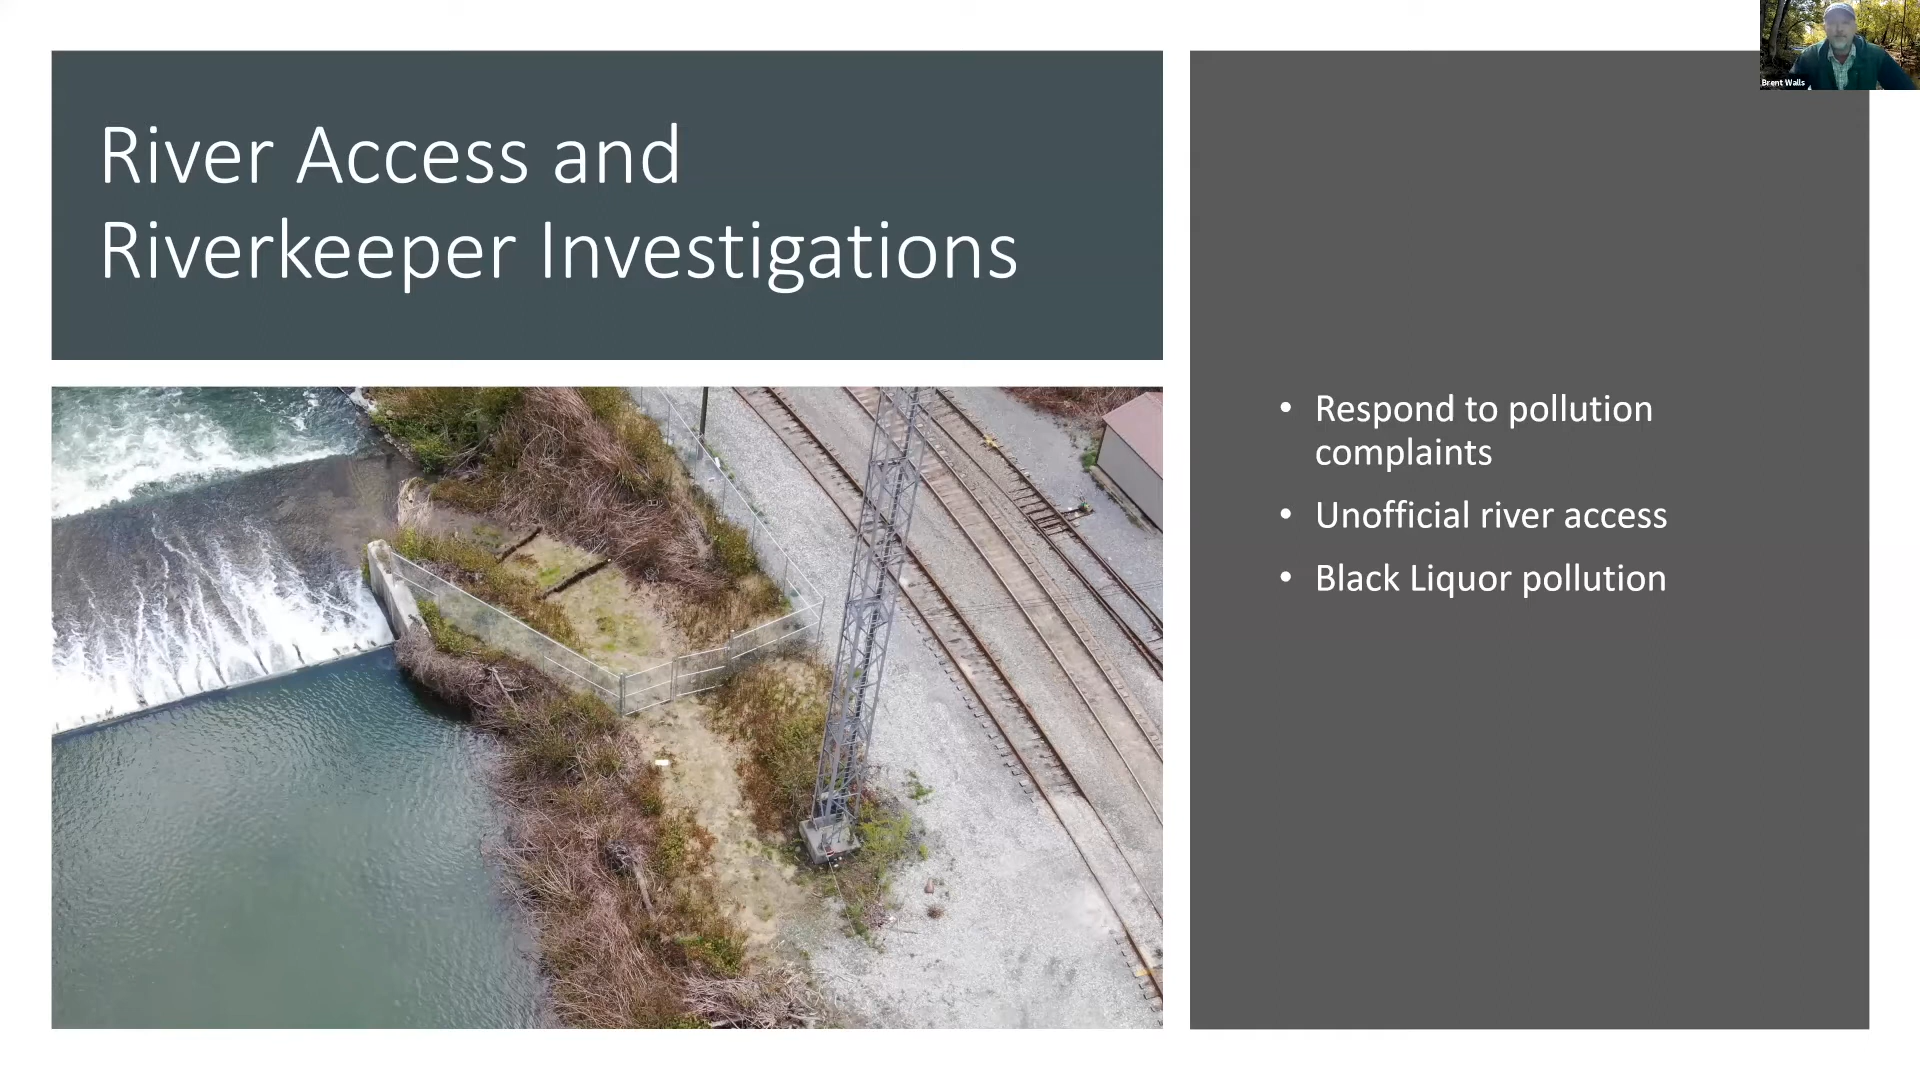 River Access and
Riverkeeper Investigations
Brent Walls
• Respond to pollution
complaints
• Unofficial river access
• Black Liquor pollution